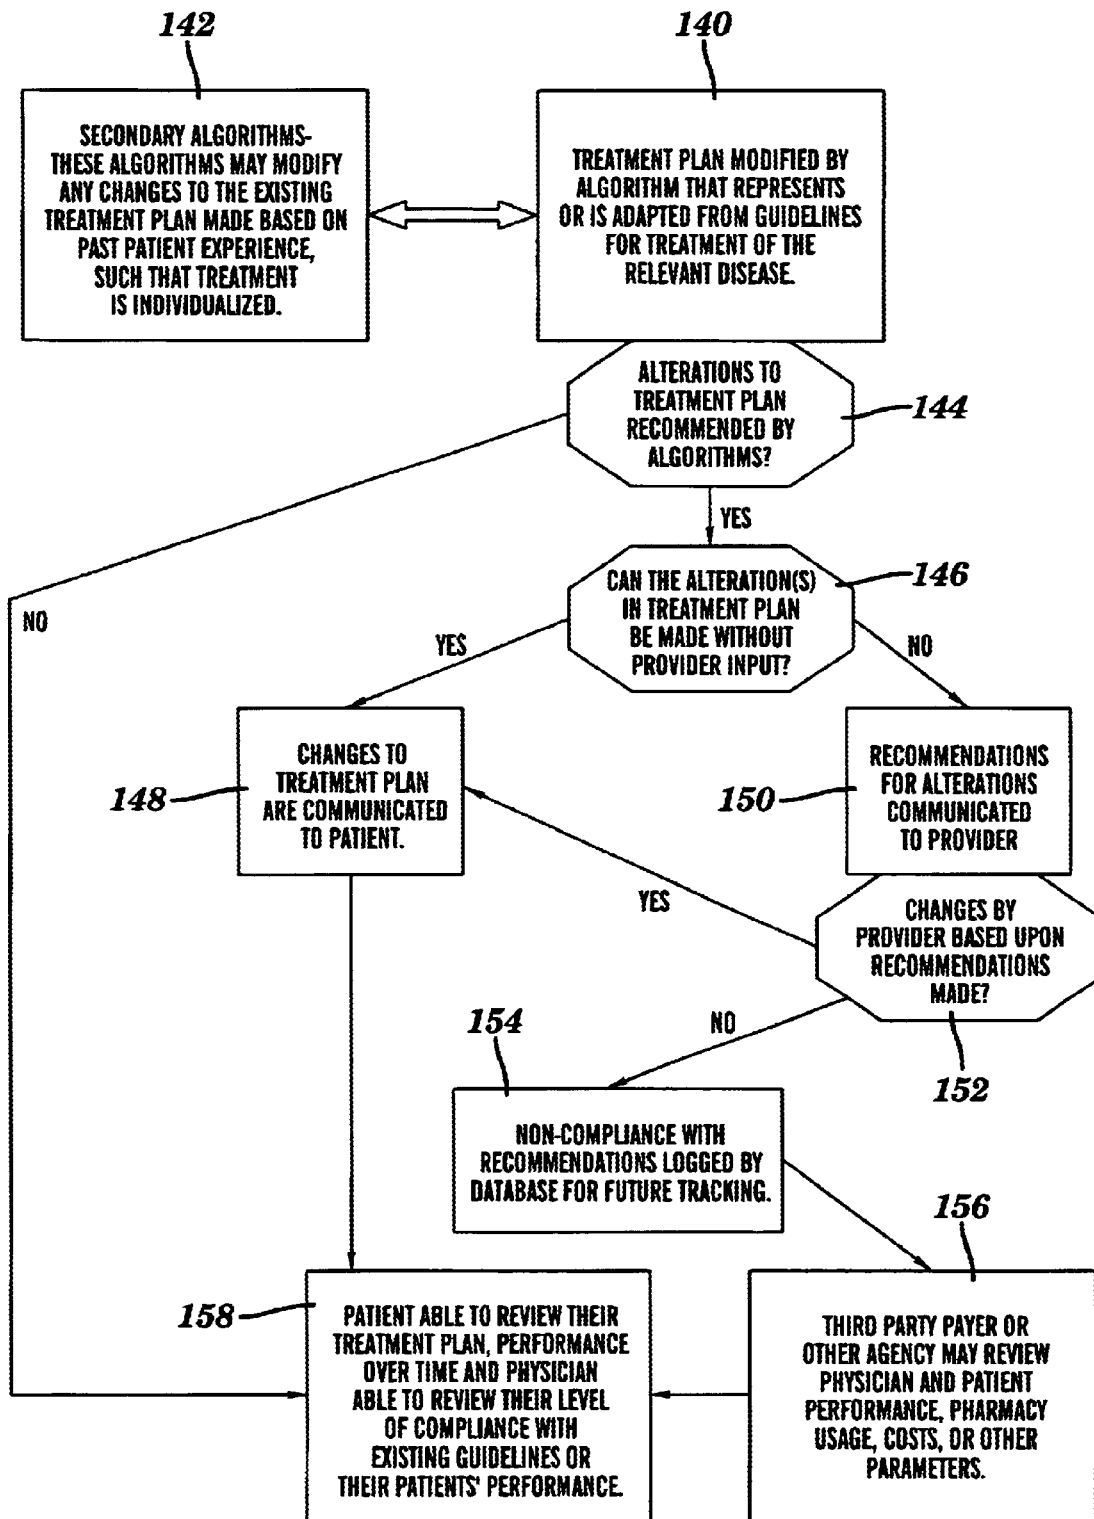 142
140
SECONDARY ALGORITHMS-
THESE ALGORITHMS MAY MODIFY
ANY CHANGES TO THE EXISTING
TREATMENT PLAN MADE BASED ON
PAST PATIENT EXPERIENCE,
SUCH THAT TREATMENT
IS INDIVIDUALIZED.
TREATMENT PLAN MODIFIED BY
ALGORITHM THAT REPRESENTS
OR IS ADAPTED FROM GUIDELINES
FOR TREATMENT OF THE
RELEVANT DISEASE.
ALTERATIONS TO
TREATMENT PLAN
RECOMMENDED BY
ALGORITHMS?
144
YES
NO
CAN THE ALTERATION(S)
IN TREATMENT PLAN
BE MADE WITHOUT
PROVIDER INPUT?
146
YES
NO
CHANGES TO
TREATMENT PLAN
ARE COMMUNICATED
TO PATIENT.
148
RECOMMENDATIONS
FOR ALTERATIONS
COMMUNICATED
TO PROVIDER
150
YES
CHANGES BY
PROVIDER BASED UPON
RECOMMENDATIONS
MADE?
152
NO
154
NON-COMPLIANCE WITH
RECOMMENDATIONS LOGGED BY
DATABASE FOR FUTURE TRACKING.
156
158
PATIENT ABLE TO REVIEW THEIR
TREATMENT PLAN, PERFORMANCE
OVER TIME AND PHYSICIAN
ABLE TO REVIEW THEIR LEVEL
OF COMPLIANCE WITH
EXISTING GUIDELINES OR
THEIR PATIENTS' PERFORMANCE.
THIRD PARTY PAYER OR
OTHER AGENCY MAY REVIEW
PHYSICIAN AND PATIENT
PERFORMANCE, PHARMACY
USAGE, COSTS, OR OTHER
PARAMETERS.